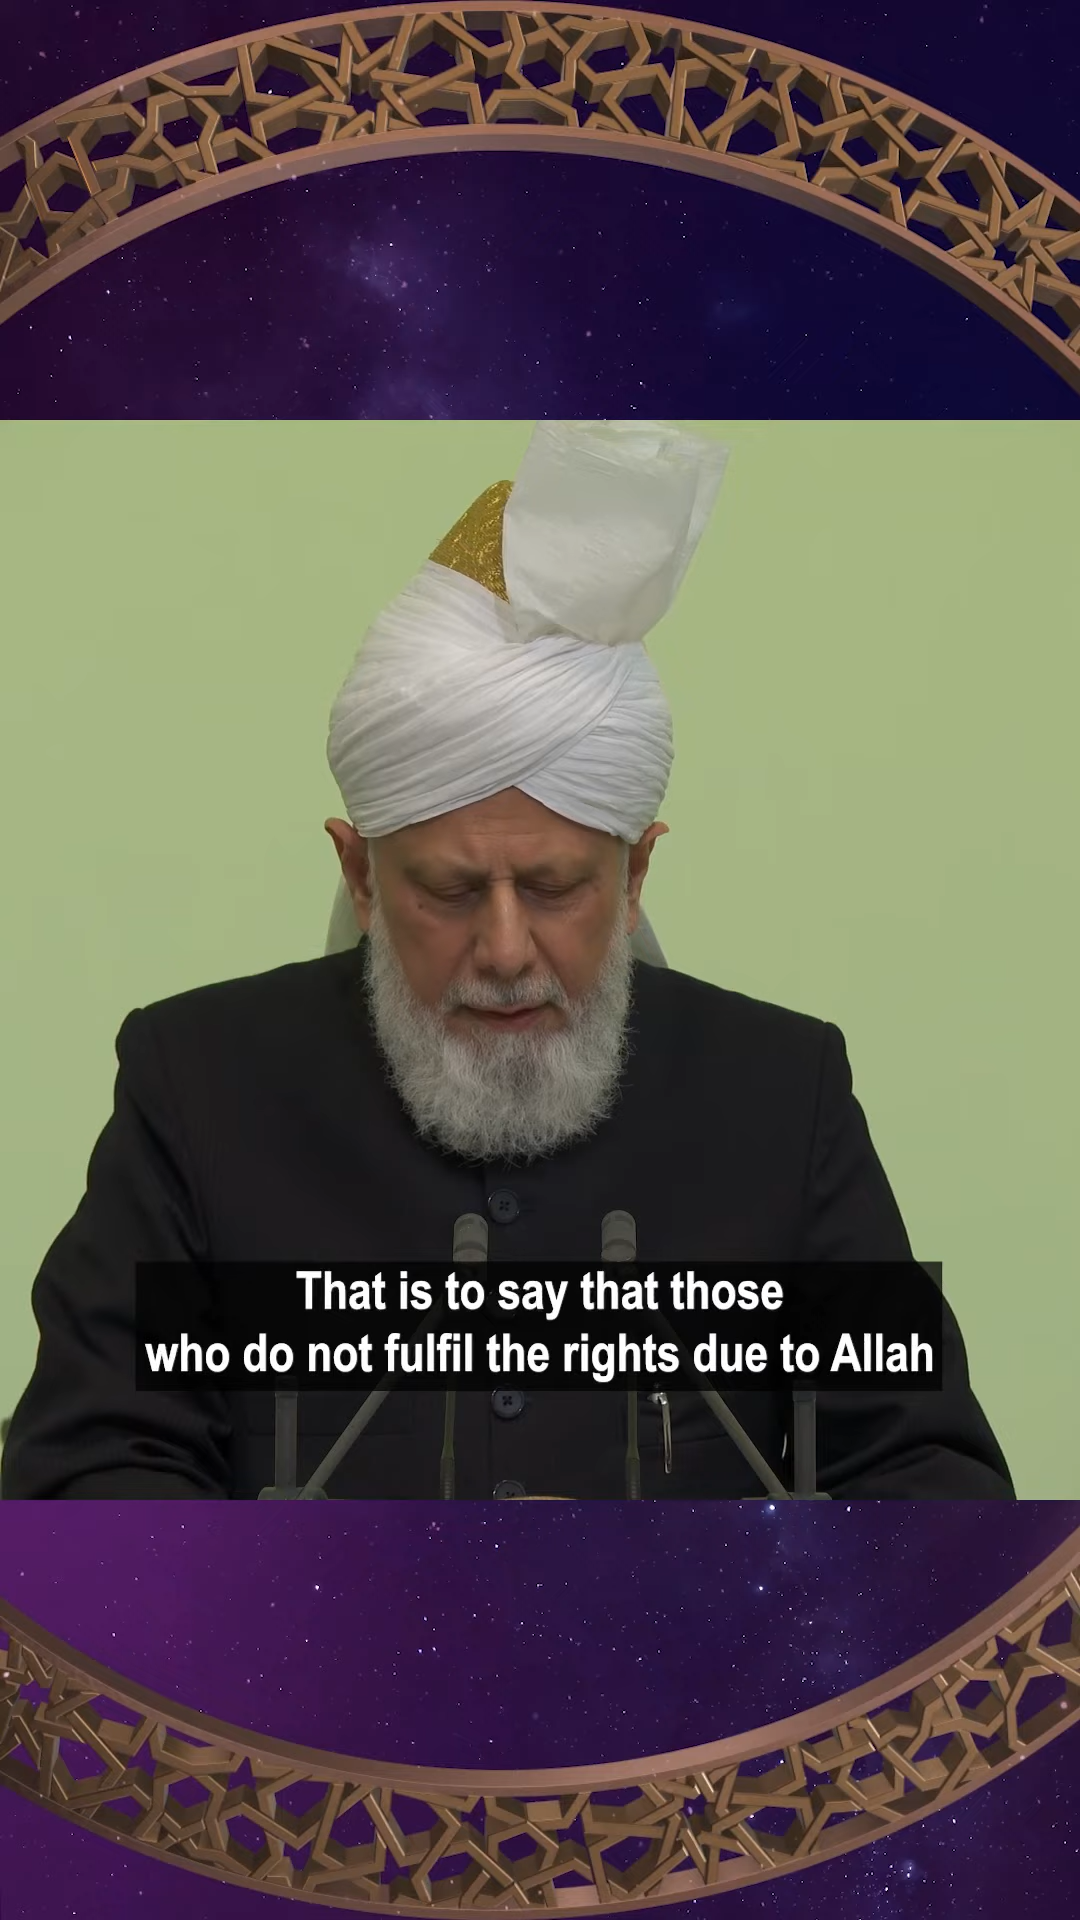 That is to say that those
who do not fulfil the rights due to Allah